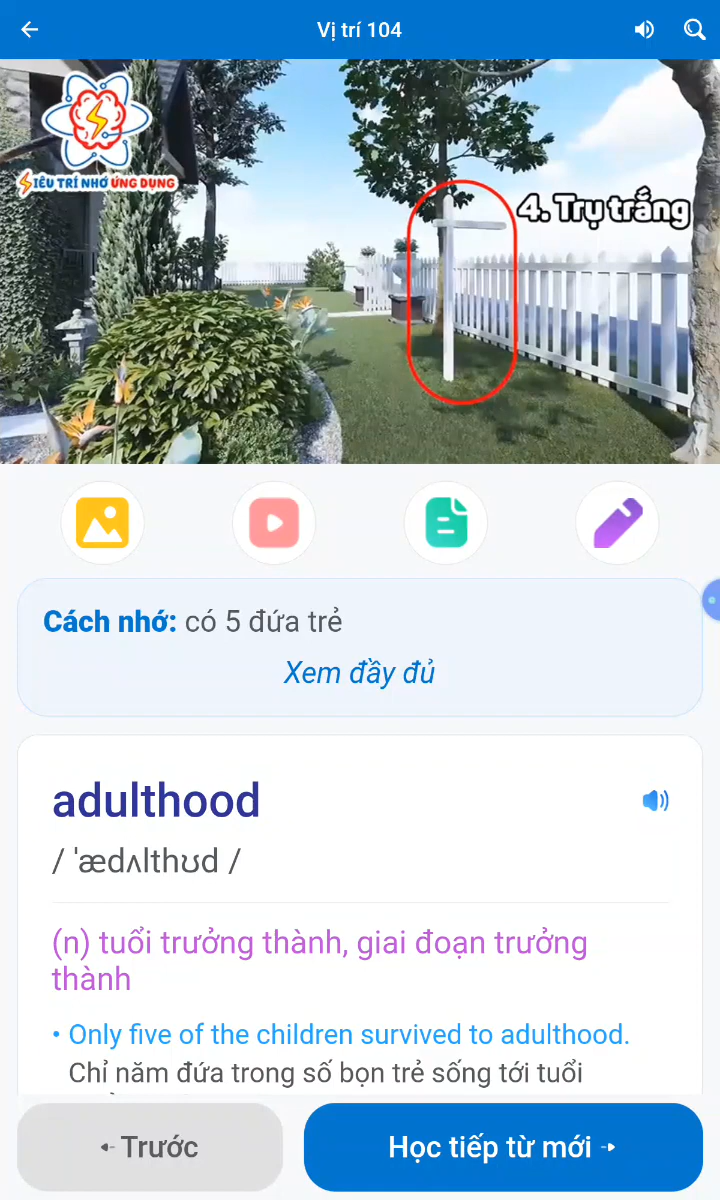 Vị trí 104
SIÊU TRÍ NHỚ ỨNG DỤNG
4. Trụ trắng
Cách nhớ: có 5 đứa trẻ
Xem đầy đủ
adulthood
/ ˈædʌlthʊd /
(n) tuổi trưởng thành, giai đoạn trưởng
thành
• Only five of the children survived to adulthood.
Chỉ năm đứa trong số bọn trẻ sống tới tuổi
Trước
Học tiếp từ mới